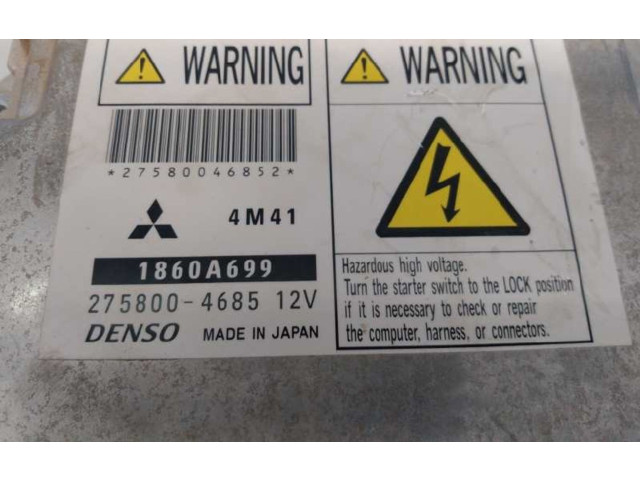 WARNING
*27580046852*
4M41
1860A699
275800-4685 12V
DENSO MADE IN JAPAN
WARNING
Hazardous high voltage.
Turn the starter switch to the LOCK position
if it is necessary to check or repair
the computer, harness, or connectors.